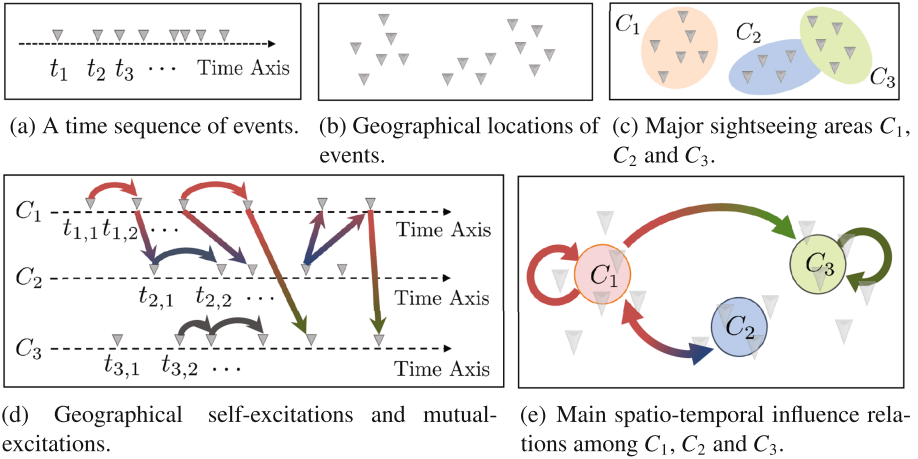 t1 t2 t3 ··· Time Axis
(a) A time sequence of events.
(b) Geographical locations of
events.
C1
C2
C3
(c) Major sightseeing areas C1,
C2 and C3.
C1
t1,1 t1,2 ··· Time Axis
C2
t2,1 t2,2 ··· Time Axis
C3
t3,1 t3,2 ··· Time Axis
(d) Geographical self-excitations and mutual-
excitations.
C1
C3
C2
(e) Main spatio-temporal influence rela-
tions among C1, C2 and C3.